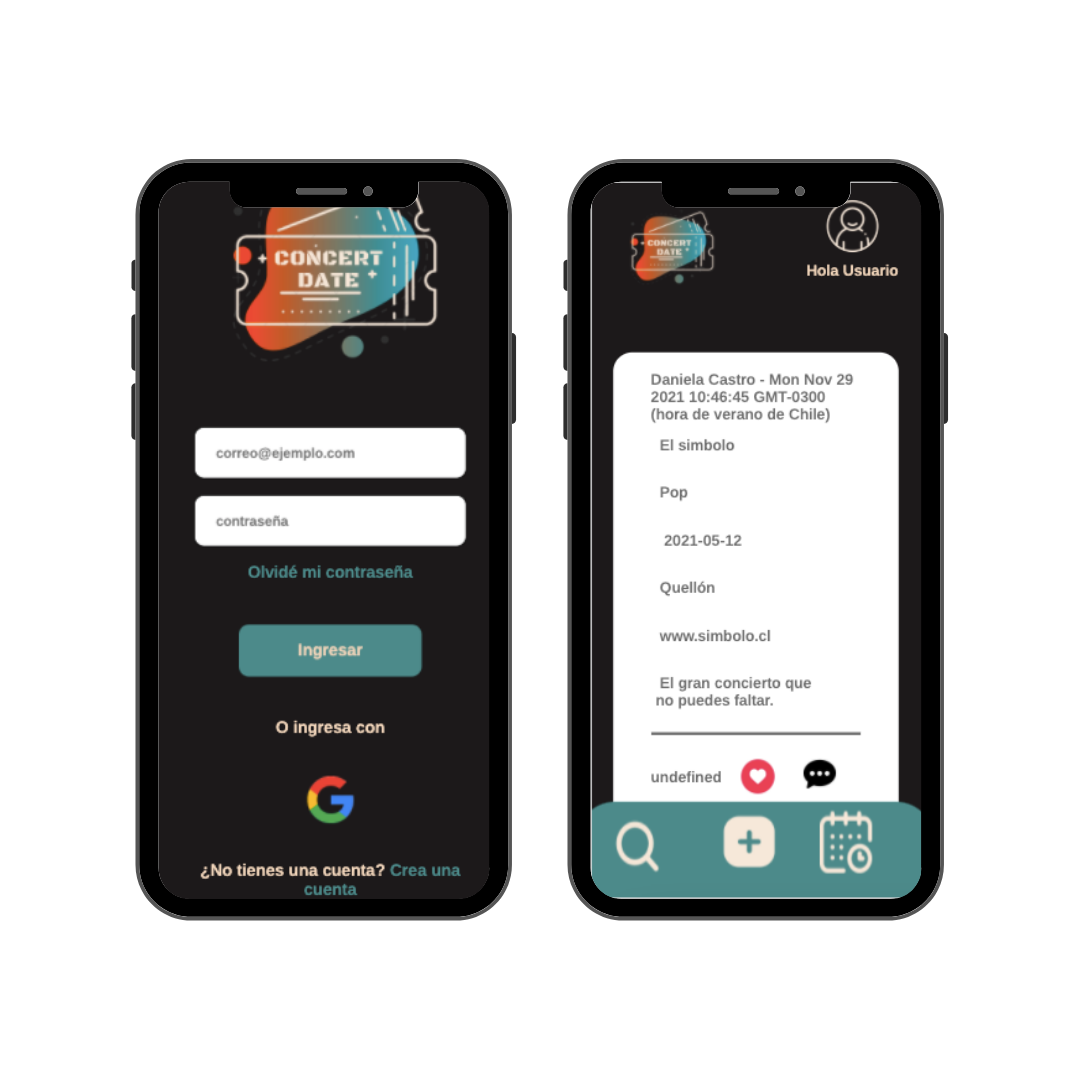 CONCERT
DATE
correo@ejemplo.com
contraseña
Olvidé mi contraseña
Ingresar
O ingresa con
¿No tienes una cuenta? Crea una
cuenta
CONCERT
DATE
Hola Usuario
Daniela Castro - Mon Nov 29
2021 10:46:45 GMT-0300
(hora de verano de Chile)
El simbolo
Pop
2021-05-12
Quellón
www.simbolo.cl
El gran concierto que
no puedes faltar.
undefined